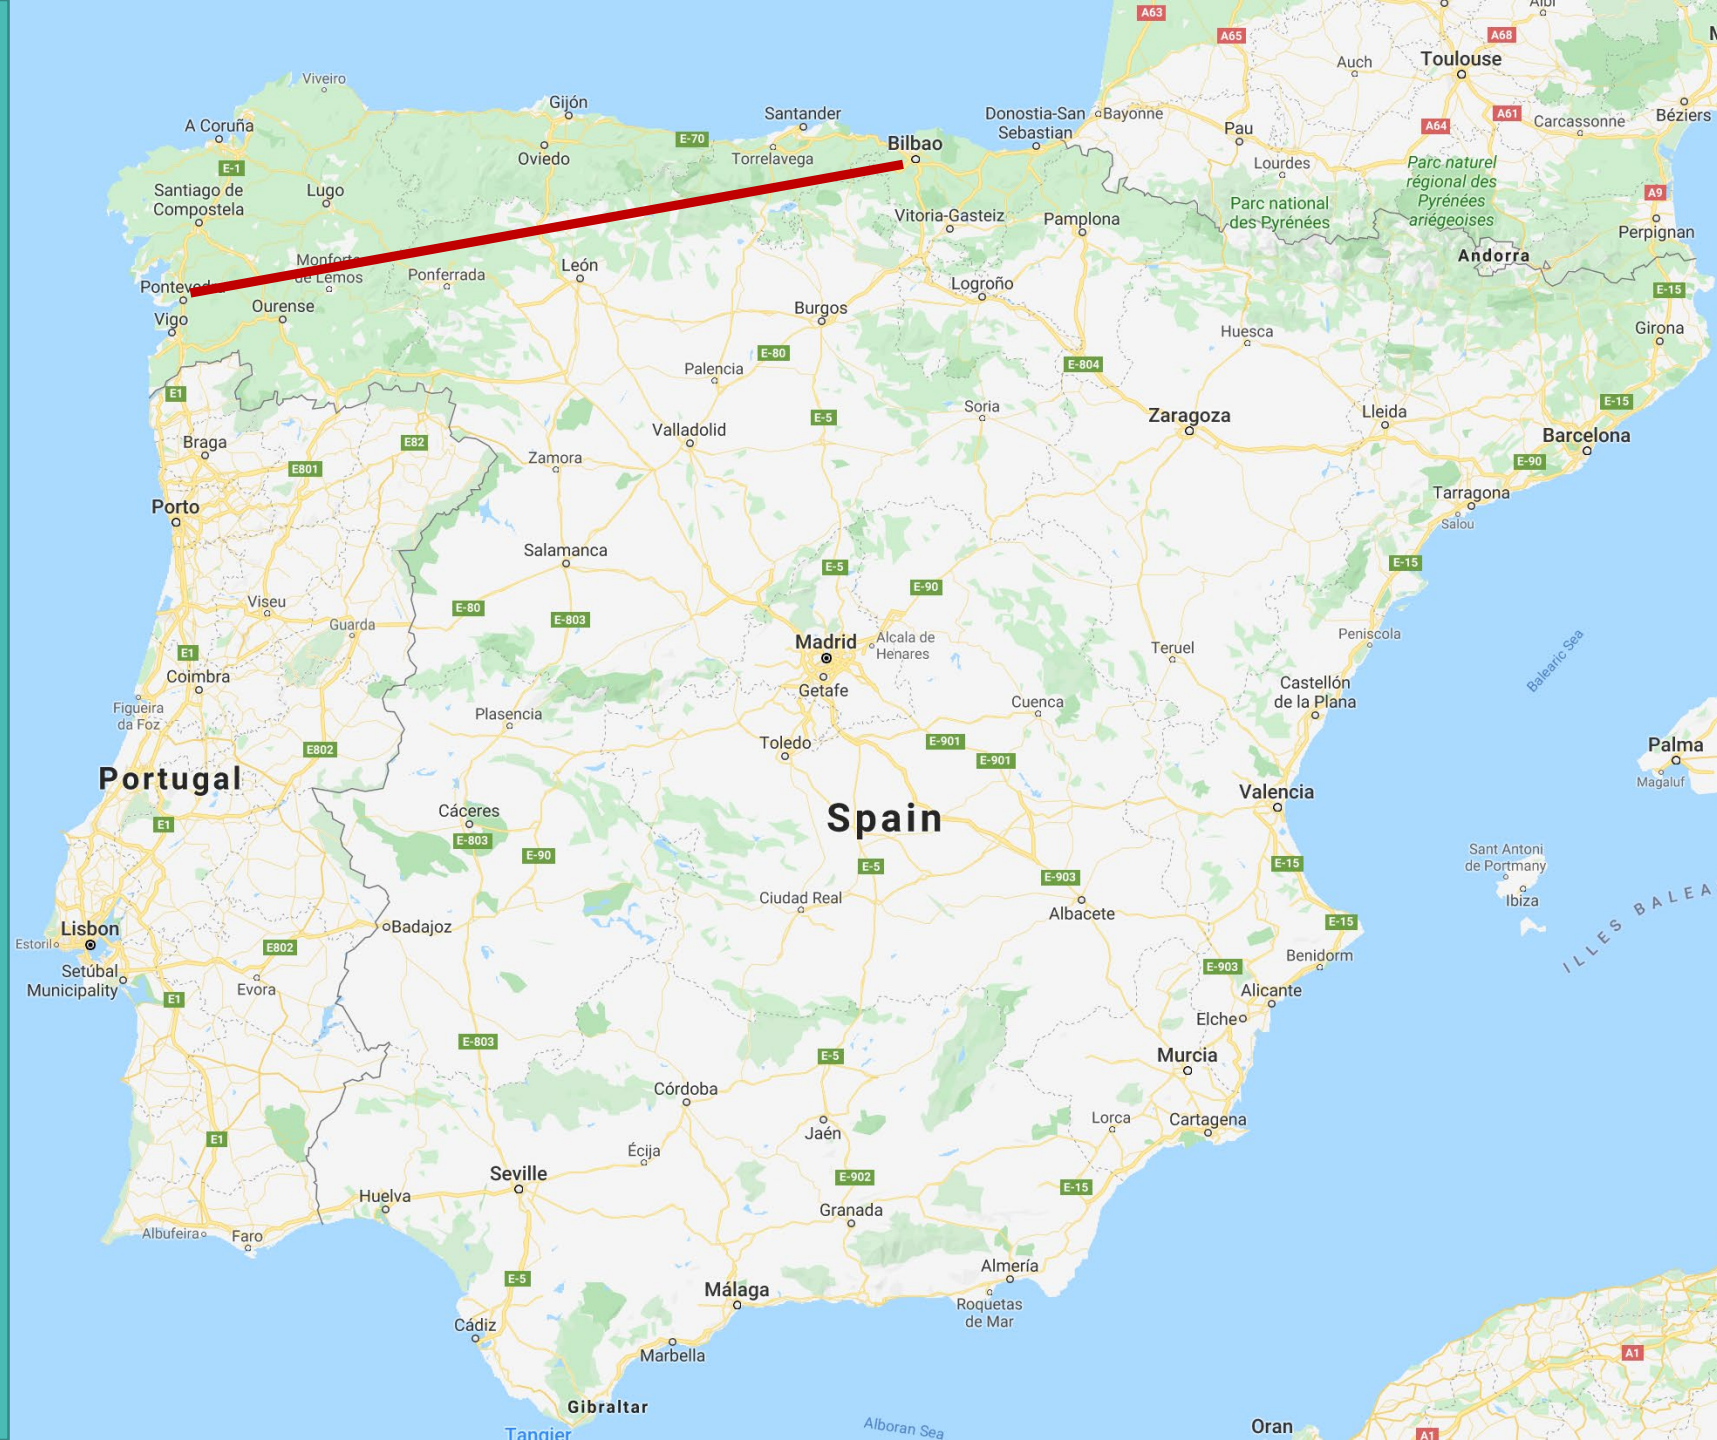 A63
Albi
A65
A68
Auch
Toulouse
Viveiro
Gijón
Santander
Donostia-San
Sebastian
Bayonne
A61
Carcassonne
Béziers
A Coruña
E-70
Bilbao
Pau
A64
Oviedo
Torrelavega
Lourdes
Parc naturel
régional des
Pyrénées
ariégeoises
E-1
Santiago de
Compostela
Lugo
A9
Parc national
des Pyrénées
Vitoria-Gasteiz
Pamplona
Perpignan
Andorra
de Lemos
Ponferrada
León
Logroño
E-15
Ourense
Vigo
Burgos
Huesca
Girona
E-80
E-804
Palencia
E1
E-5
Soria
Zaragoza
Lleida
E-15
Barcelona
Braga
E82
Valladolid
E801
Zamora
E-90
Tarragona
Salou
Porto
Salamanca
E-5
E-15
E-90
Viseu
E-80
E-803
Guarda
Madrid
Alcala de
Henares
Getafe
Teruel
Peniscola
Balearic Sea
E1
Coimbra
Castellón
de la Plana
Figueira
da Foz
Plasencia
Cuenca
E802
Toledo
E-901
E-901
Palma
Magaluf
Portugal
Valencia
Cáceres
Spain
E1
E-803
E-90
E-5
E-15
Sant Antoni
de Portmany
Ibiza
E-903
Ciudad Real
Albacete
ILLES BALEA
Lisbon
Estoril
Badajoz
E802
E-15
Benidorm
Setúbal
Municipality
Evora
E-903
Alicante
E1
Elche
E-803
E-5
Murcia
Córdoba
Lorca
Cartagena
Jaén
E1
Écija
Seville
E-902
E-15
Huelva
Granada
Albufeira
Faro
Almería
E-5
Málaga
Roquetas
de Mar
Cádiz
Marbella
A1
Gibraltar
Tangier
Alboran Sea
Oran
A1